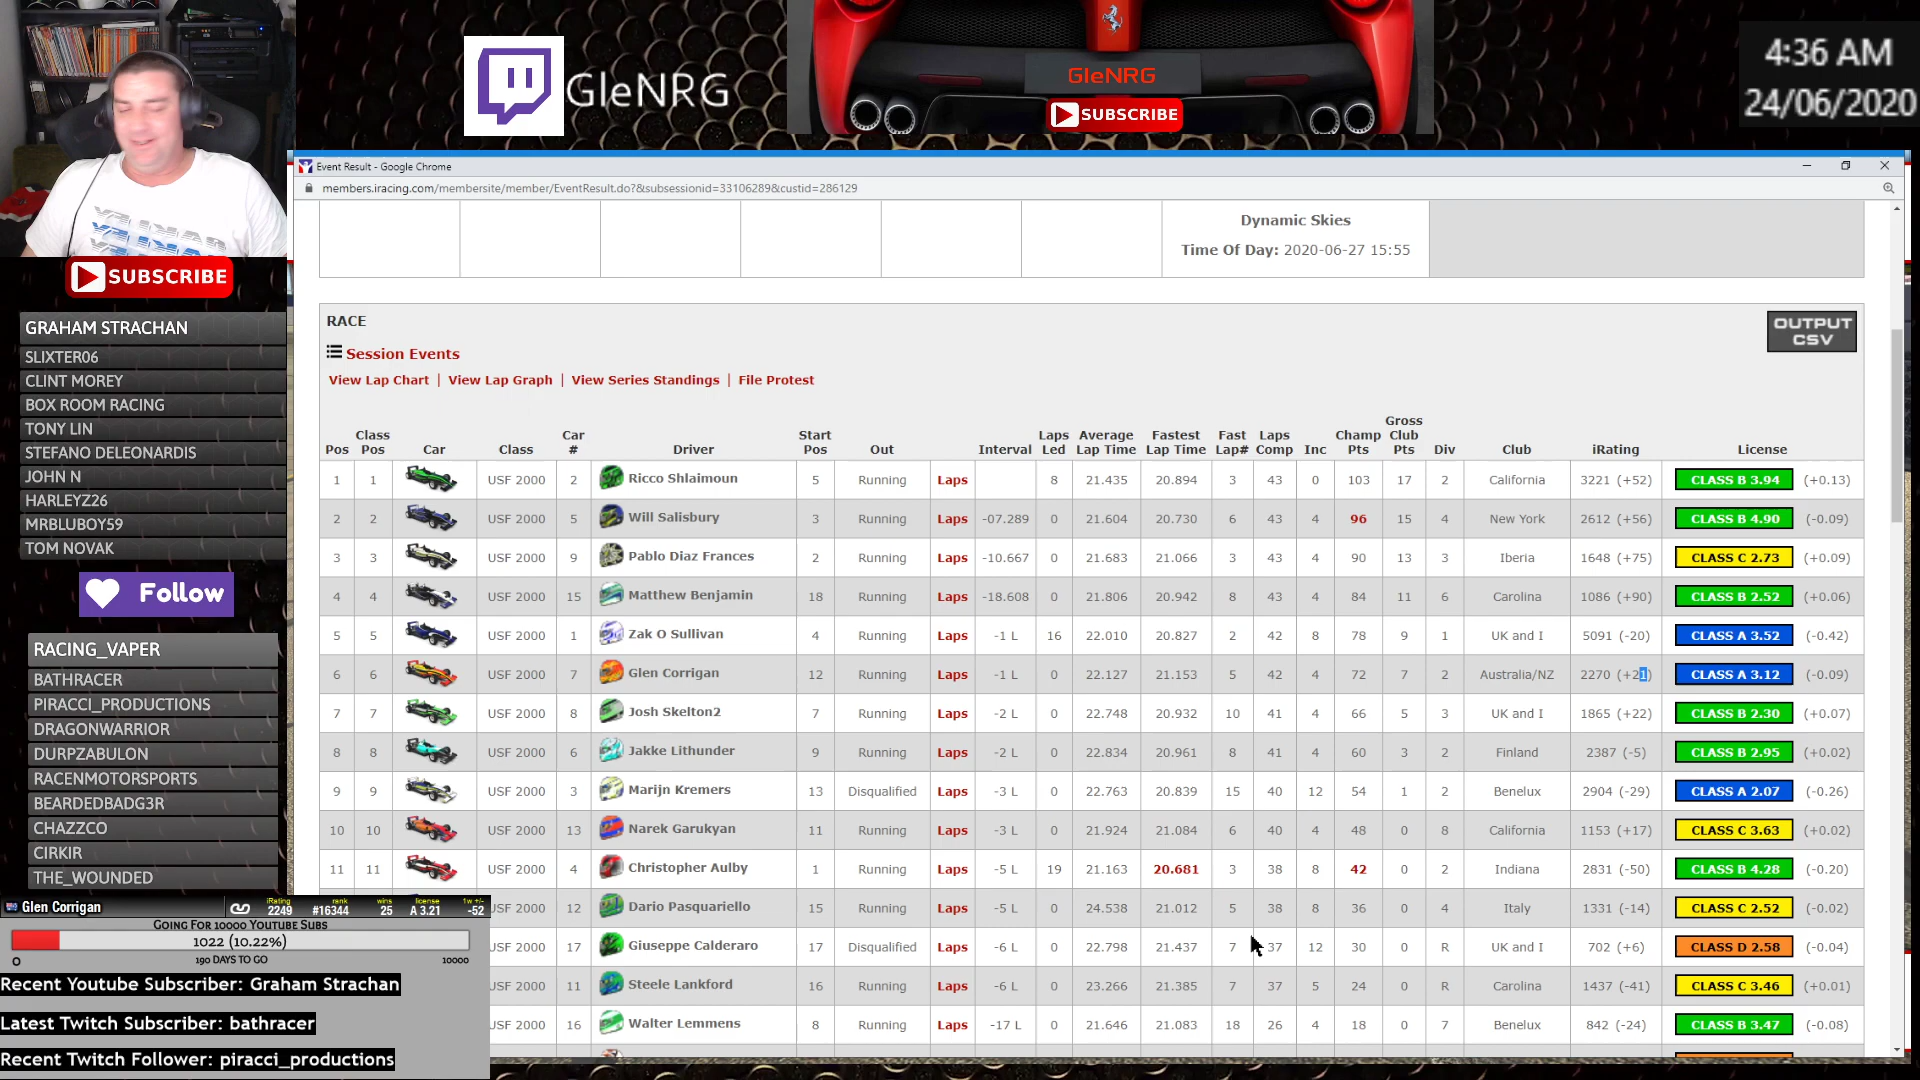 GleNRG
GleNRG
SUBSCRIBE
4:36 AM
24/06/2020
Event Result - Google Chrome
members.iracing.com/membersite/member/EventResult.do?&subsessionid=33106289&custid=286129
Dynamic Skies
Time Of Day: 2020-06-27 15:55
SUBSCRIBE
GRAHAM STRACHAN
SLIXTER06
CLINT MOREY
BOX ROOM RACING
TONY LIN
STEFANO DELEONARDIS
JOHN N
HARLEYZ26
MRBLUBOY59
TOM NOVAK
Follow
RACING_VAPER
BATHRACER
PIRACCI_PRODUCTIONS
DRAGONWARRIOR
DURPZABULON
RACENMOTORSPORTS
BEARDEDBADG3R
CHAZZCO
CIRKIR
THE_WOUNDED
RACE
OUTPUT CSV
Session Events
View Lap Chart | View Lap Graph | View Series Standings | File Protest
Pos Class Pos Car Class Car # Driver Start Pos Out Interval Laps Led Average Lap Time Fastest Lap Time Fast Lap# Laps Comp Inc Champ Pts Gross Club Pts Div Club iRating License
1 1 USF 2000 2 Ricco Shlaimoun 5 Running Laps 8 21.435 20.894 3 43 0 103 17 2 California 3221 (+52) CLASS B 3.94 (+0.13)
2 2 USF 2000 5 Will Salisbury 3 Running Laps -07.289 0 21.604 20.730 6 43 4 96 15 4 New York 2612 (+56) CLASS B 4.90 (-0.09)
3 3 USF 2000 9 Pablo Diaz Frances 2 Running Laps -10.667 0 21.683 21.066 3 43 4 90 13 3 Iberia 1648 (+75) CLASS C 2.73 (+0.09)
4 4 USF 2000 15 Matthew Benjamin 18 Running Laps -18.608 0 21.806 20.942 8 43 4 84 11 6 Carolina 1086 (+90) CLASS B 2.52 (+0.06)
5 5 USF 2000 1 Zak O Sullivan 4 Running Laps -1 L 16 22.010 20.827 2 42 8 78 9 1 UK and I 5091 (-20) CLASS A 3.52 (-0.42)
6 6 USF 2000 7 Glen Corrigan 12 Running Laps -1 L 0 22.127 21.153 5 42 4 72 7 2 Australia/NZ 2270 (+21) CLASS A 3.12 (-0.09)
7 7 USF 2000 8 Josh Skelton2 7 Running Laps -2 L 0 22.748 20.932 10 41 4 66 5 3 UK and I 1865 (+22) CLASS B 2.30 (+0.07)
8 8 USF 2000 6 Jakke Lithunder 9 Running Laps -2 L 0 22.834 20.961 8 41 4 60 3 2 Finland 2387 (-5) CLASS B 2.95 (+0.02)
9 9 USF 2000 3 Marijn Kremers 13 Disqualified Laps -3 L 0 22.763 20.839 15 40 12 54 1 2 Benelux 2904 (-29) CLASS A 2.07 (-0.26)
10 10 USF 2000 13 Narek Garukyan 11 Running Laps -3 L 0 21.924 21.084 6 40 4 48 0 8 California 1153 (+17) CLASS C 3.63 (+0.02)
11 11 USF 2000 4 Christopher Aulby 1 Running Laps -5 L 19 21.163 20.681 3 38 8 42 0 2 Indiana 2831 (-50) CLASS B 4.28 (-0.20)
USF 2000 12 Dario Pasquariello 15 Running Laps -5 L 0 24.538 21.012 5 38 8 36 0 4 Italy 1331 (-14) CLASS C 2.52 (-0.02)
USF 2000 17 Giuseppe Calderaro 17 Disqualified Laps -6 L 0 22.798 21.437 7 37 12 30 0 R UK and I 702 (+6) CLASS D 2.58 (-0.04)
USF 2000 11 Steele Lankford 16 Running Laps -6 L 0 23.266 21.385 7 37 5 24 0 R Carolina 1437 (-41) CLASS C 3.46 (+0.01)
USF 2000 16 Walter Lemmens 8 Running Laps -17 L 0 21.646 21.083 18 26 4 18 0 7 Benelux 842 (-24) CLASS B 3.47 (-0.08)
Glen Corrigan iRating 2249 rank #16344 wins 25 license A 3.21 1w +/- -52
GOING FOR 10000 YOUTUBE SUBS
1022 (10.22%)
0 190 DAYS TO GO 10000
Recent Youtube Subscriber: Graham Strachan
Latest Twitch Subscriber: bathracer
Recent Twitch Follower: piracci_productions